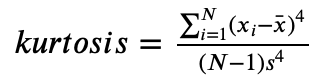 kurtosis = \frac{\sum_{i=1}^{N}(x_i-\bar{x})^4}{(N-1)s^4}